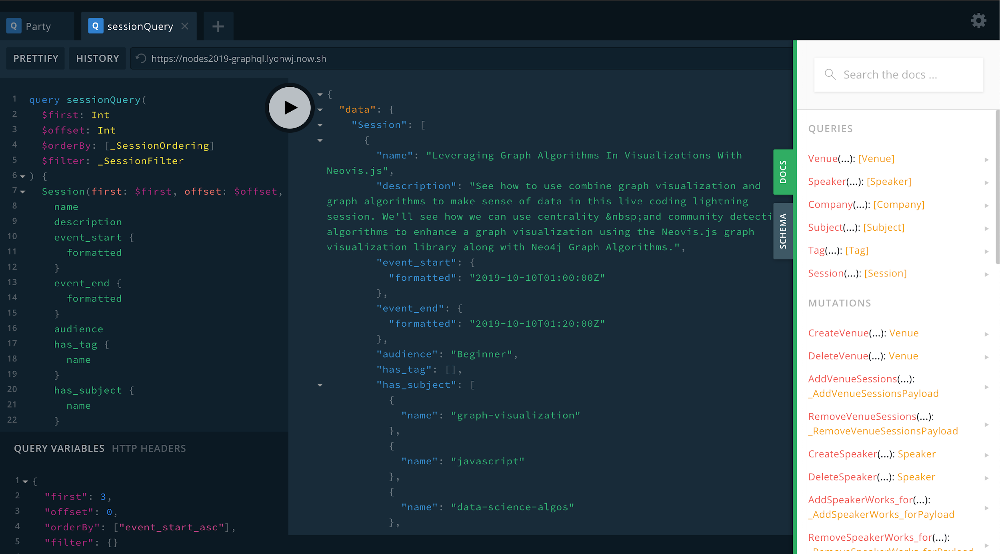 Q Party
Q sessionQuery
PRETTIFY
HISTORY
https://nodes2019-graphql.lyonwj.now.sh
1 query sessionQuery(
2 $first: Int
3 $offset: Int
4 $orderBy: [_SessionOrdering]
5 $filter: _SessionFilter
6 ) {
7 Session(first: $first, offset: $offset,
8 name
9 description
10 event_start {
11 formatted
12 }
13 event_end {
14 formatted
15 }
16 audience
17 has_tag {
18 name
19 }
20 has_subject {
21 name
22 }
QUERY VARIABLES HTTP HEADERS
1 {
2 "first": 3,
3 "offset": 0,
4 "orderBy": ["event_start_asc"],
5 "filter": {}
{
"data": {
"Session": [
{
"name": "Leveraging Graph Algorithms In Visualizations With
Neovis.js",
"description": "See how to use combine graph visualization and
graph algorithms to make sense of data in this live coding lightning
session. We'll see how we can use centrality &nbsp;and community detecti
algorithms to enhance a graph visualization using the Neovis.js graph
visualization library along with Neo4j Graph Algorithms.",
"event_start": {
"formatted": "2019-10-10T01:00:00Z"
},
"event_end": {
"formatted": "2019-10-10T01:20:00Z"
},
"audience": "Beginner",
"has_tag": [],
"has_subject": [
{
"name": "graph-visualization"
},
{
"name": "javascript"
},
{
"name": "data-science-algos"
},
DOCS
SCHEMA
Search the docs ...
QUERIES
Venue(...): [Venue]
Speaker(...): [Speaker]
Company(...): [Company]
Subject(...): [Subject]
Tag(...): [Tag]
Session(...): [Session]
MUTATIONS
CreateVenue(...): Venue
DeleteVenue(...): Venue
AddVenueSessions(...):
_AddVenueSessionsPayload
RemoveVenueSessions(...):
_RemoveVenueSessionsPayload
CreateSpeaker(...): Speaker
DeleteSpeaker(...): Speaker
AddSpeakerWorks_for(...):
_AddSpeakerWorks_forPayload
RemoveSpeakerWorks_for(...):
_RemoveSpeakerWorks_forPayload